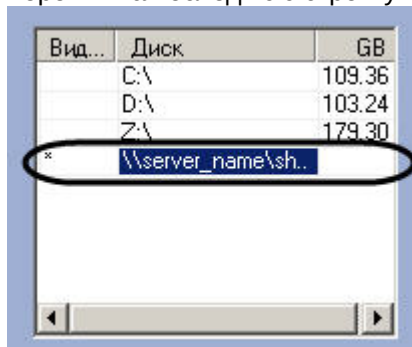 Вид... Диск GB
C:\ 109.36
D:\ 103.24
Z:\ 179.30
* \\server_name\sh..